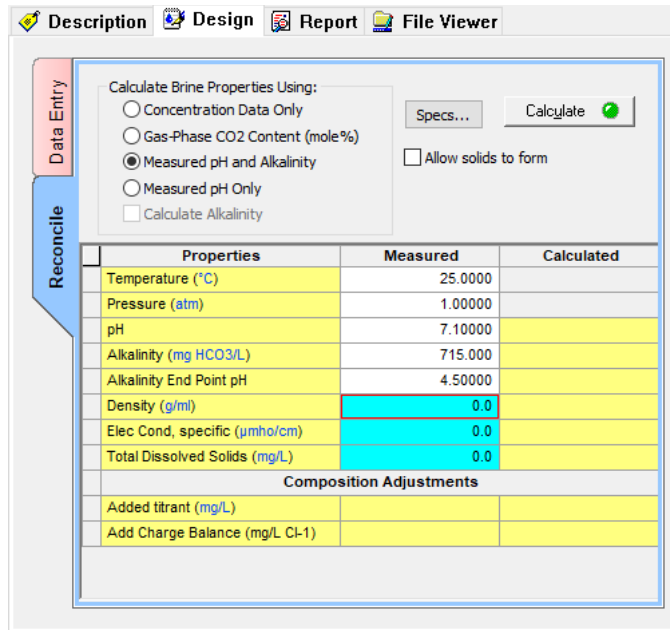 Description Design Report File Viewer
Data Entry
Reconcile
Calculate Brine Properties Using:
Concentration Data Only
Gas-Phase CO2 Content (mole%)
Measured pH and Alkalinity
Measured pH Only
Calculate Alkalinity
Specs... Calculate
Allow solids to form
Properties Measured Calculated
Temperature (°C) 25.0000
Pressure (atm) 1.00000
pH 7.10000
Alkalinity (mg HCO3/L) 715.000
Alkalinity End Point pH 4.50000
Density (g/ml) 0.0
Elec Cond, specific (µmho/cm) 0.0
Total Dissolved Solids (mg/L) 0.0
Composition Adjustments
Added titrant (mg/L)
Add Charge Balance (mg/L Cl-1)